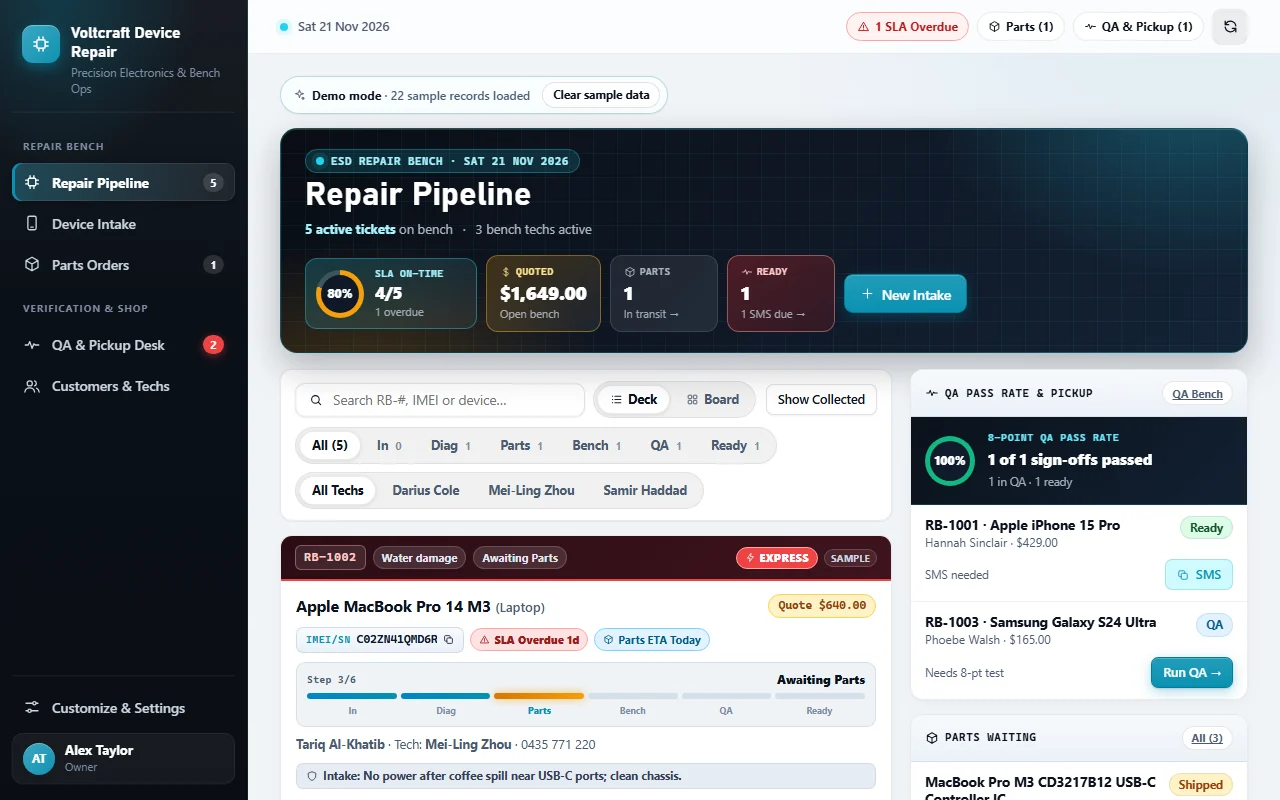 Voltcraft Device
Repair
Precision Electronics & Bench
Ops
REPAIR BENCH
Repair Pipeline 5
Device Intake
Parts Orders 1
VERIFICATION & SHOP
QA & Pickup Desk 2
Customers & Techs
Customize & Settings
AT Alex Taylor
Owner
Sat 21 Nov 2026
1 SLA Overdue
Parts (1)
QA & Pickup (1)
Demo mode · 22 sample records loaded
Clear sample data
ESD REPAIR BENCH · SAT 21 NOV 2026
Repair Pipeline
5 active tickets on bench · 3 bench techs active
80%
SLA ON-TIME
4/5
1 overdue
$ QUOTED
$1,649.00
Open bench
PARTS
1
In transit →
READY
1
1 SMS due →
+ New Intake
Search RB-#, IMEI or device...
Deck
Board
Show Collected
All (5)
In 0
Diag 1
Parts 1
Bench 1
QA 1
Ready 1
All Techs
Darius Cole
Mei-Ling Zhou
Samir Haddad
RB-1002
Water damage
Awaiting Parts
EXPRESS
SAMPLE
Apple MacBook Pro 14 M3 (Laptop)
Quote $640.00
IMEI/SN C02ZN41QMD6R
SLA Overdue 1d
Parts ETA Today
Step 3/6
Awaiting Parts
In
Diag
Parts
Bench
QA
Ready
Tariq Al-Khatib · Tech: Mei-Ling Zhou · 0435 771 220
Intake: No power after coffee spill near USB-C ports; clean chassis.
QA PASS RATE & PICKUP
QA Bench
100%
8-POINT QA PASS RATE
1 of 1 sign-offs passed
1 in QA · 1 ready
RB-1001 · Apple iPhone 15 Pro
Ready
Hannah Sinclair · $429.00
SMS needed
SMS
RB-1003 · Samsung Galaxy S24 Ultra
QA
Phoebe Walsh · $165.00
Needs 8-pt test
Run QA →
PARTS WAITING
All (3)
MacBook Pro M3 CD3217B12 USB-C
Controller IC
Shipped